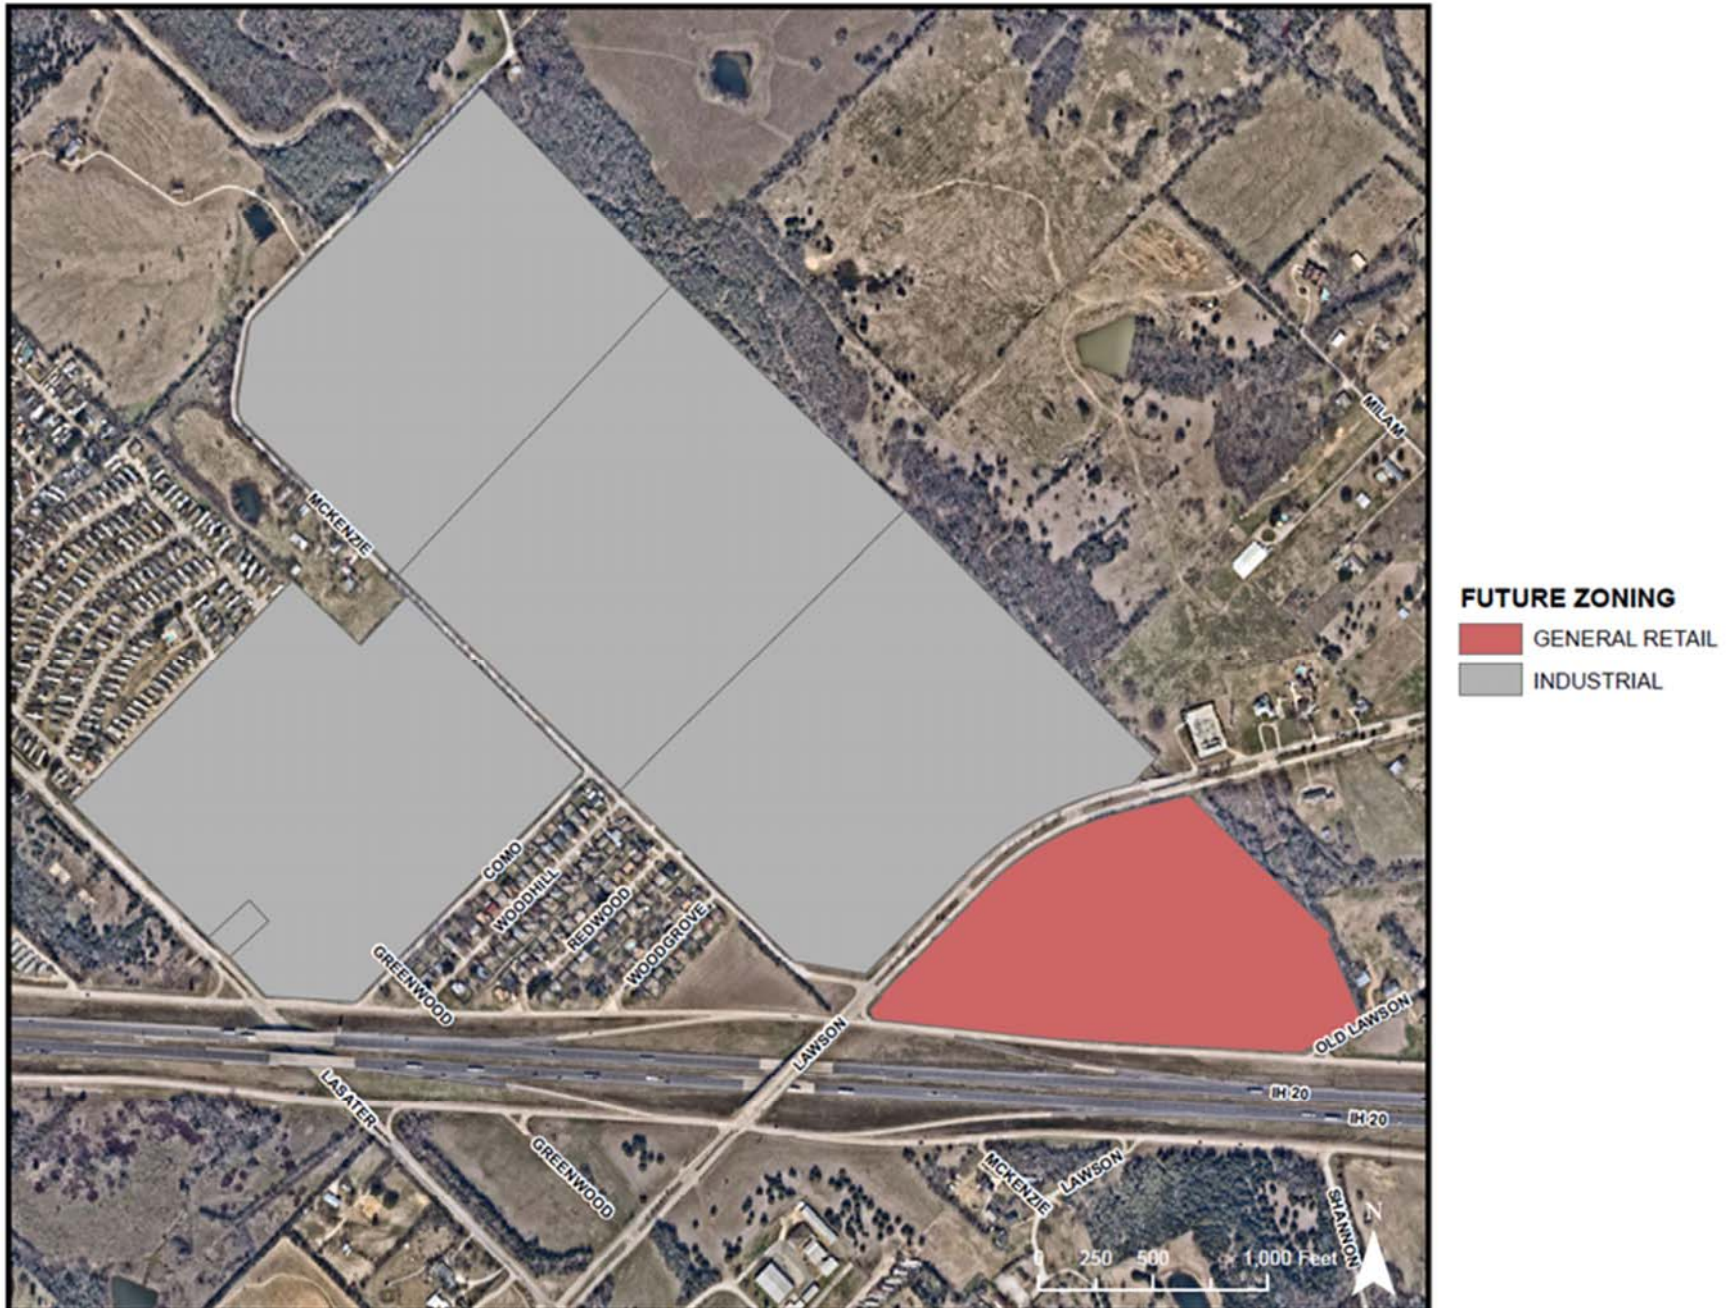 MILAM
MCKENZIE
FUTURE ZONING
GENERAL RETAIL
INDUSTRIAL
COMO
WOODHILL
REDWOOD
WOODGROVE
GREENWOOD
LAWSON
OLD LAWSON
IH 20
IH 20
LASATER
GREENWOOD
MCKENZIE
LAWSON
SHANNON
N
0 250 500 1,000 Feet